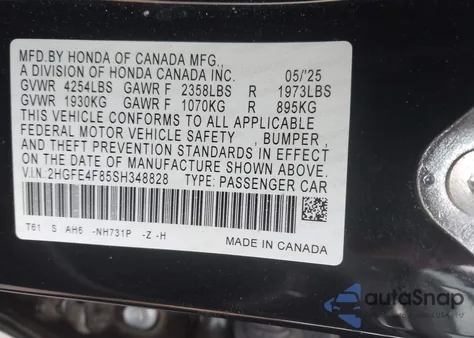 MFD.BY HONDA OF CANADA MFG.,
A DIVISION OF HONDA CANADA INC. 05/'25
GVWR 4254LBS GAWR F 2358LBS R 1973LBS
GVWR 1930KG GAWR F 1070KG R 895KG
THIS VEHICLE CONFORMS TO ALL APPLICABLE
FEDERAL MOTOR VEHICLE SAFETY , BUMPER ,
AND THEFT PREVENTION STANDARDS IN EFFECT
ON THE DATE OF MANUFACTURE SHOWN ABOVE.
V.I.N.:2HGFE4F85SH348828 TYPE: PASSENGER CAR
T61 S AH6 -NH731P -Z -H
MADE IN CANADA
autoSnap